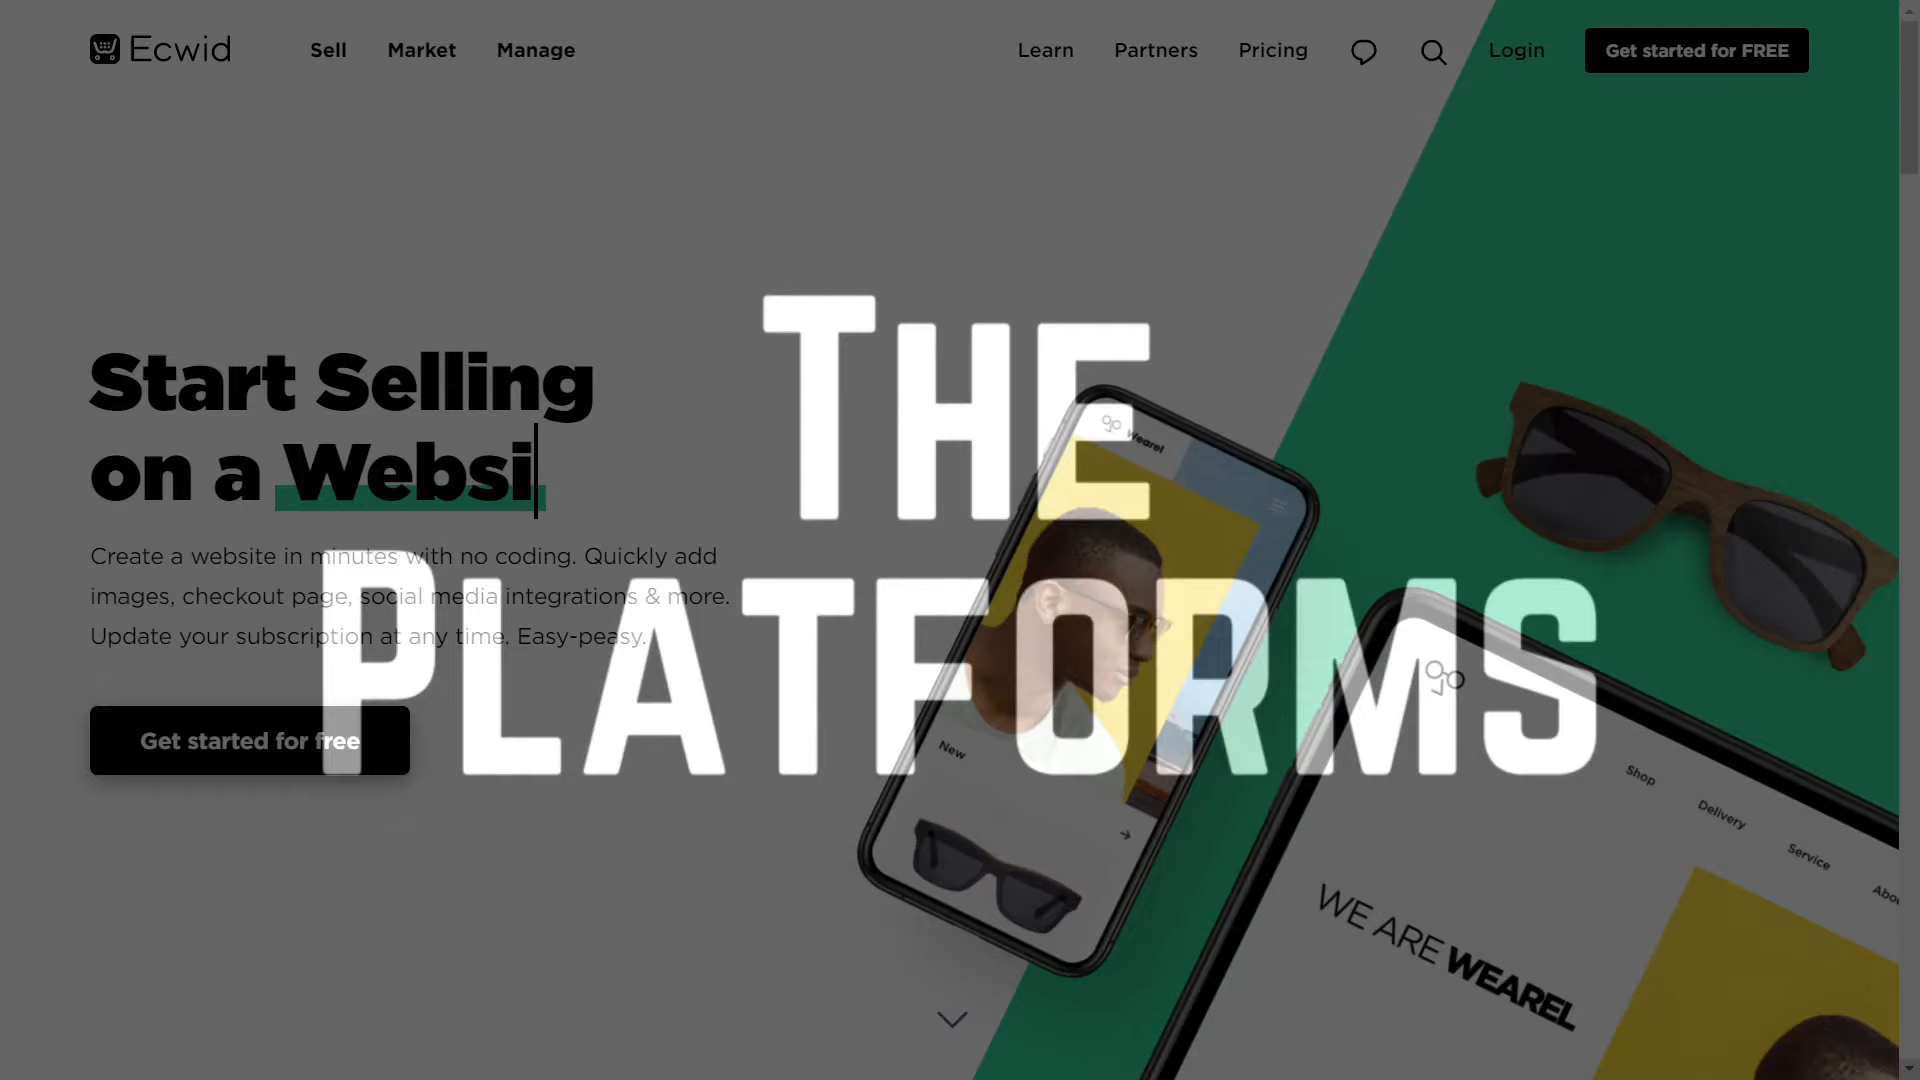 Ecwid
Sell
Market
Manage
Learn
Partners
Pricing
Login
Get started for FREE
THE
PLATFORMS
Start Selling
on a Websi
Create a website in minutes with no coding. Quickly add
images, checkout page, social media integrations & more.
Update your subscription at any time. Easy-peasy.
Get started for free
Wearel
New
Shop
Delivery
Service
WE ARE WEAREL